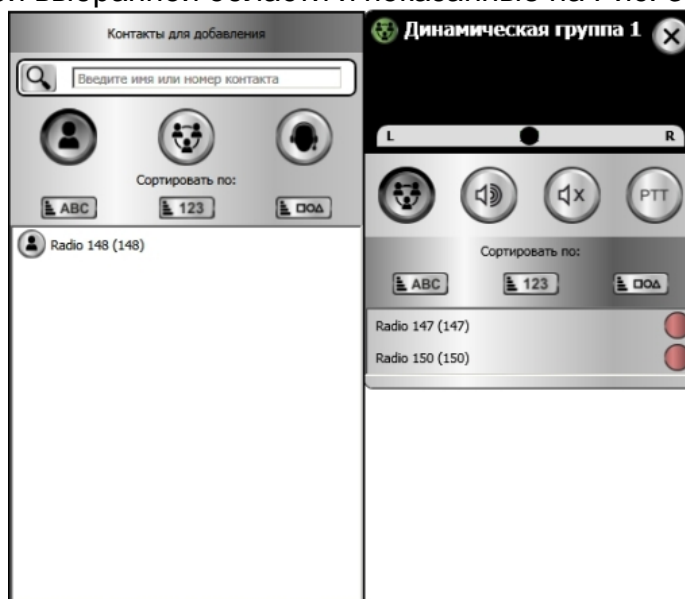 Контакты для добавления
Введите имя или номер контакта
Сортировать по:
ABC
123
Radio 148 (148)
Динамическая группа 1
L
R
PTT
Сортировать по:
ABC
123
Radio 147 (147)
Radio 150 (150)